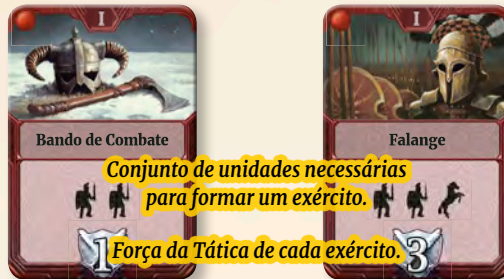 I
I
Bando de Combate
Falange
Conjunto de unidades necessárias
para formar um exército.
Força da Tática de cada exército.
1
3